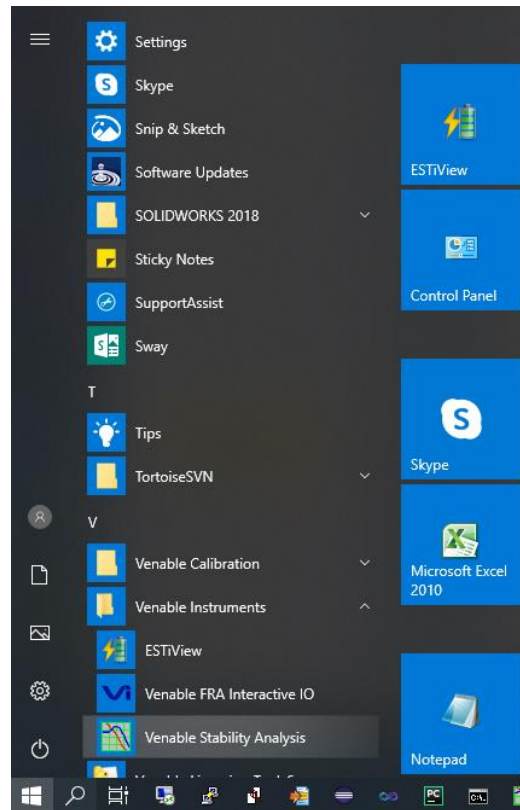 Settings
Skype
Snip & Sketch
Software Updates
SOLIDWORKS 2018
Sticky Notes
SupportAssist
Sway
T
Tips
TortoiseSVN
V
Venable Calibration
Venable Instruments
ESTiView
Venable FRA Interactive IO
Venable Stability Analysis
ESTiView
Control Panel
Skype
Microsoft Excel
2010
Notepad